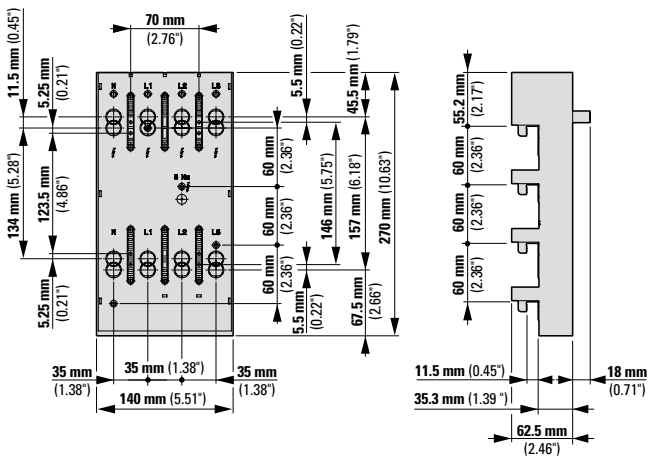 70 mm
(2.76")
11.5 mm
(0.45")
5.25 mm
(0.21")
134 mm (5.28")
123.5 mm
(4.86")
5.25 mm
(0.21")
N L1 L2 L3
N L1 L2 L3
5.5 mm
(0.22")
45.5 mm
(1.79")
60 mm
(2.36")
60 mm
(2.36")
60 mm
(2.36")
146 mm (5.75")
157 mm (6.18")
270 mm (10.63")
5.5 mm
(0.22")
67.5 mm
(2.66")
35 mm
(1.38")
35 mm (1.38")
35 mm
(1.38")
140 mm (5.51")
55.2 mm
(2.17")
60 mm
(2.36")
60 mm
(2.36")
60 mm
(2.36")
11.5 mm (0.45")
18 mm
(0.71")
35.3 mm (1.39 ")
62.5 mm
(2.46")